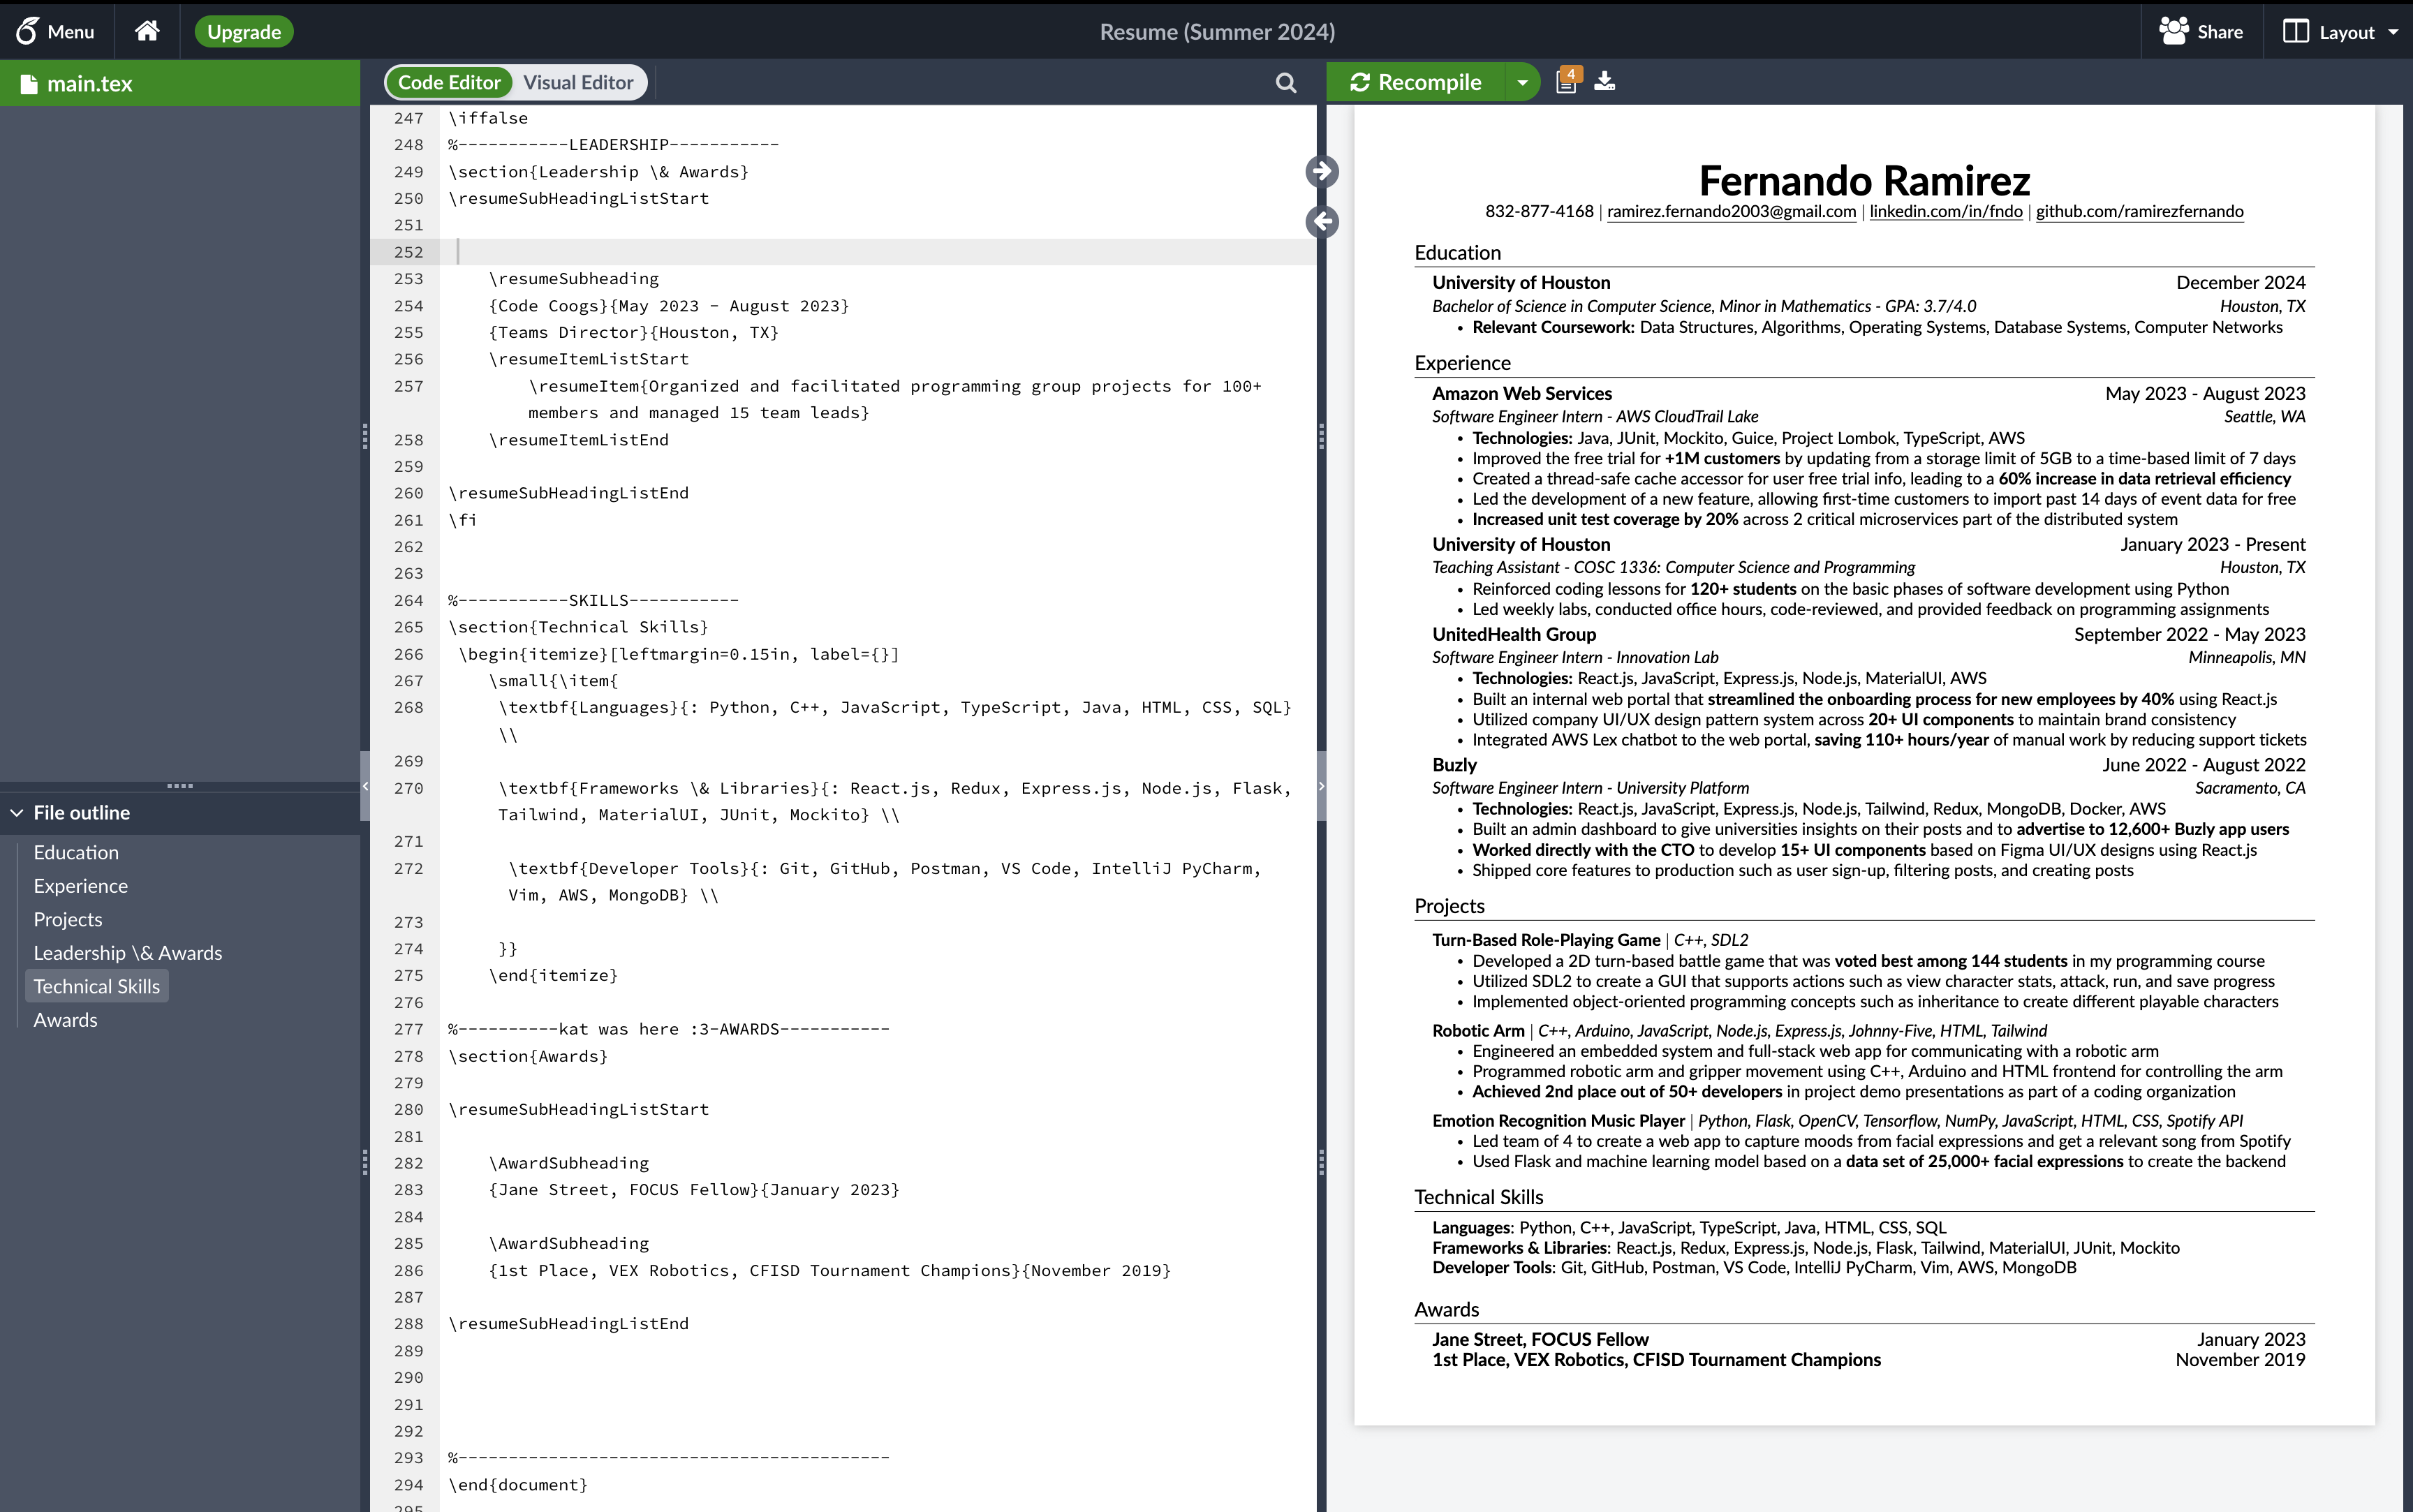 Menu
Upgrade
Resume (Summer 2024)
Share
Layout
main.tex
Code Editor Visual Editor
Recompile
4
File outline
Education
Experience
Projects
Leadership \& Awards
Technical Skills
Awards
247 \iffalse
248 %-----------LEADERSHIP-----------
249 \section{Leadership \& Awards}
250 \resumeSubHeadingListStart
251
252
253 \resumeSubheading
254 {Code Coogs}{May 2023 - August 2023}
255 {Teams Director}{Houston, TX}
256 \resumeItemListStart
257 \resumeItem{Organized and facilitated programming group projects for 100+
members and managed 15 team leads}
258 \resumeItemListEnd
259
260 \resumeSubHeadingListEnd
261 \fi
262
263
264 %-----------SKILLS-----------
265 \section{Technical Skills}
266 \begin{itemize}[leftmargin=0.15in, label={}]
267 \small{\item{
268 \textbf{Languages}{: Python, C++, JavaScript, TypeScript, Java, HTML, CSS, SQL}
\\
269
270 \textbf{Frameworks \& Libraries}{: React.js, Redux, Express.js, Node.js, Flask,
Tailwind, MaterialUI, JUnit, Mockito} \\
271
272 \textbf{Developer Tools}{: Git, GitHub, Postman, VS Code, IntelliJ PyCharm,
Vim, AWS, MongoDB} \\
273
274 }}
275 \end{itemize}
276
277 %----------kat was here :3-AWARDS-----------
278 \section{Awards}
279
280 \resumeSubHeadingListStart
281
282 \AwardSubheading
283 {Jane Street, FOCUS Fellow}{January 2023}
284
285 \AwardSubheading
286 {1st Place, VEX Robotics, CFISD Tournament Champions}{November 2019}
287
288 \resumeSubHeadingListEnd
289
290
291
292
293 %-------------------------------------------
294 \end{document}
295
Fernando Ramirez
832-877-4168 | ramirez.fernando2003@gmail.com | linkedin.com/in/fndo | github.com/ramirezfernando
Education
University of Houston December 2024
Bachelor of Science in Computer Science, Minor in Mathematics - GPA: 3.7/4.0 Houston, TX
• Relevant Coursework: Data Structures, Algorithms, Operating Systems, Database Systems, Computer Networks
Experience
Amazon Web Services May 2023 - August 2023
Software Engineer Intern - AWS CloudTrail Lake Seattle, WA
• Technologies: Java, JUnit, Mockito, Guice, Project Lombok, TypeScript, AWS
• Improved the free trial for +1M customers by updating from a storage limit of 5GB to a time-based limit of 7 days
• Created a thread-safe cache accessor for user free trial info, leading to a 60% increase in data retrieval efficiency
• Led the development of a new feature, allowing first-time customers to import past 14 days of event data for free
• Increased unit test coverage by 20% across 2 critical microservices part of the distributed system
University of Houston January 2023 - Present
Teaching Assistant - COSC 1336: Computer Science and Programming Houston, TX
• Reinforced coding lessons for 120+ students on the basic phases of software development using Python
• Led weekly labs, conducted office hours, code-reviewed, and provided feedback on programming assignments
UnitedHealth Group September 2022 - May 2023
Software Engineer Intern - Innovation Lab Minneapolis, MN
• Technologies: React.js, JavaScript, Express.js, Node.js, MaterialUI, AWS
• Built an internal web portal that streamlined the onboarding process for new employees by 40% using React.js
• Utilized company UI/UX design pattern system across 20+ UI components to maintain brand consistency
• Integrated AWS Lex chatbot to the web portal, saving 110+ hours/year of manual work by reducing support tickets
Buzly June 2022 - August 2022
Software Engineer Intern - University Platform Sacramento, CA
• Technologies: React.js, JavaScript, Express.js, Node.js, Tailwind, Redux, MongoDB, Docker, AWS
• Built an admin dashboard to give universities insights on their posts and to advertise to 12,600+ Buzly app users
• Worked directly with the CTO to develop 15+ UI components based on Figma UI/UX designs using React.js
• Shipped core features to production such as user sign-up, filtering posts, and creating posts
Projects
Turn-Based Role-Playing Game | C++, SDL2
• Developed a 2D turn-based battle game that was voted best among 144 students in my programming course
• Utilized SDL2 to create a GUI that supports actions such as view character stats, attack, run, and save progress
• Implemented object-oriented programming concepts such as inheritance to create different playable characters
Robotic Arm | C++, Arduino, JavaScript, Node.js, Express.js, Johnny-Five, HTML, Tailwind
• Engineered an embedded system and full-stack web app for communicating with a robotic arm
• Programmed robotic arm and gripper movement using C++, Arduino and HTML frontend for controlling the arm
• Achieved 2nd place out of 50+ developers in project demo presentations as part of a coding organization
Emotion Recognition Music Player | Python, Flask, OpenCV, Tensorflow, NumPy, JavaScript, HTML, CSS, Spotify API
• Led team of 4 to create a web app to capture moods from facial expressions and get a relevant song from Spotify
• Used Flask and machine learning model based on a data set of 25,000+ facial expressions to create the backend
Technical Skills
Languages: Python, C++, JavaScript, TypeScript, Java, HTML, CSS, SQL
Frameworks & Libraries: React.js, Redux, Express.js, Node.js, Flask, Tailwind, MaterialUI, JUnit, Mockito
Developer Tools: Git, GitHub, Postman, VS Code, IntelliJ PyCharm, Vim, AWS, MongoDB
Awards
Jane Street, FOCUS Fellow January 2023
1st Place, VEX Robotics, CFISD Tournament Champions November 2019